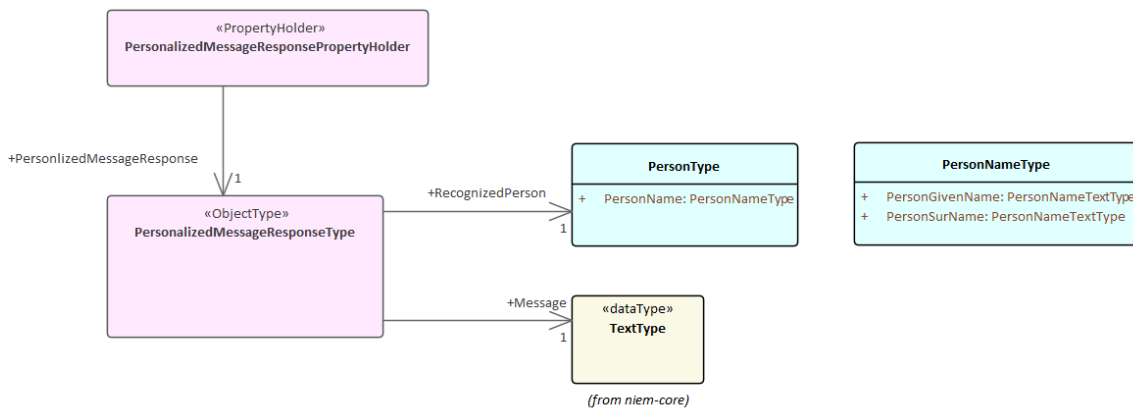 «PropertyHolder»
PersonalizedMessageResponsePropertyHolder
+PersonlizedMessageResponse
1
«ObjectType»
PersonalizedMessageResponseType
+RecognizedPerson
1
PersonType
+ PersonName: PersonNameType
PersonNameType
+ PersonGivenName: PersonNameTextType
+ PersonSurName: PersonNameTextType
+Message
1
«dataType»
TextType
(from niem-core)